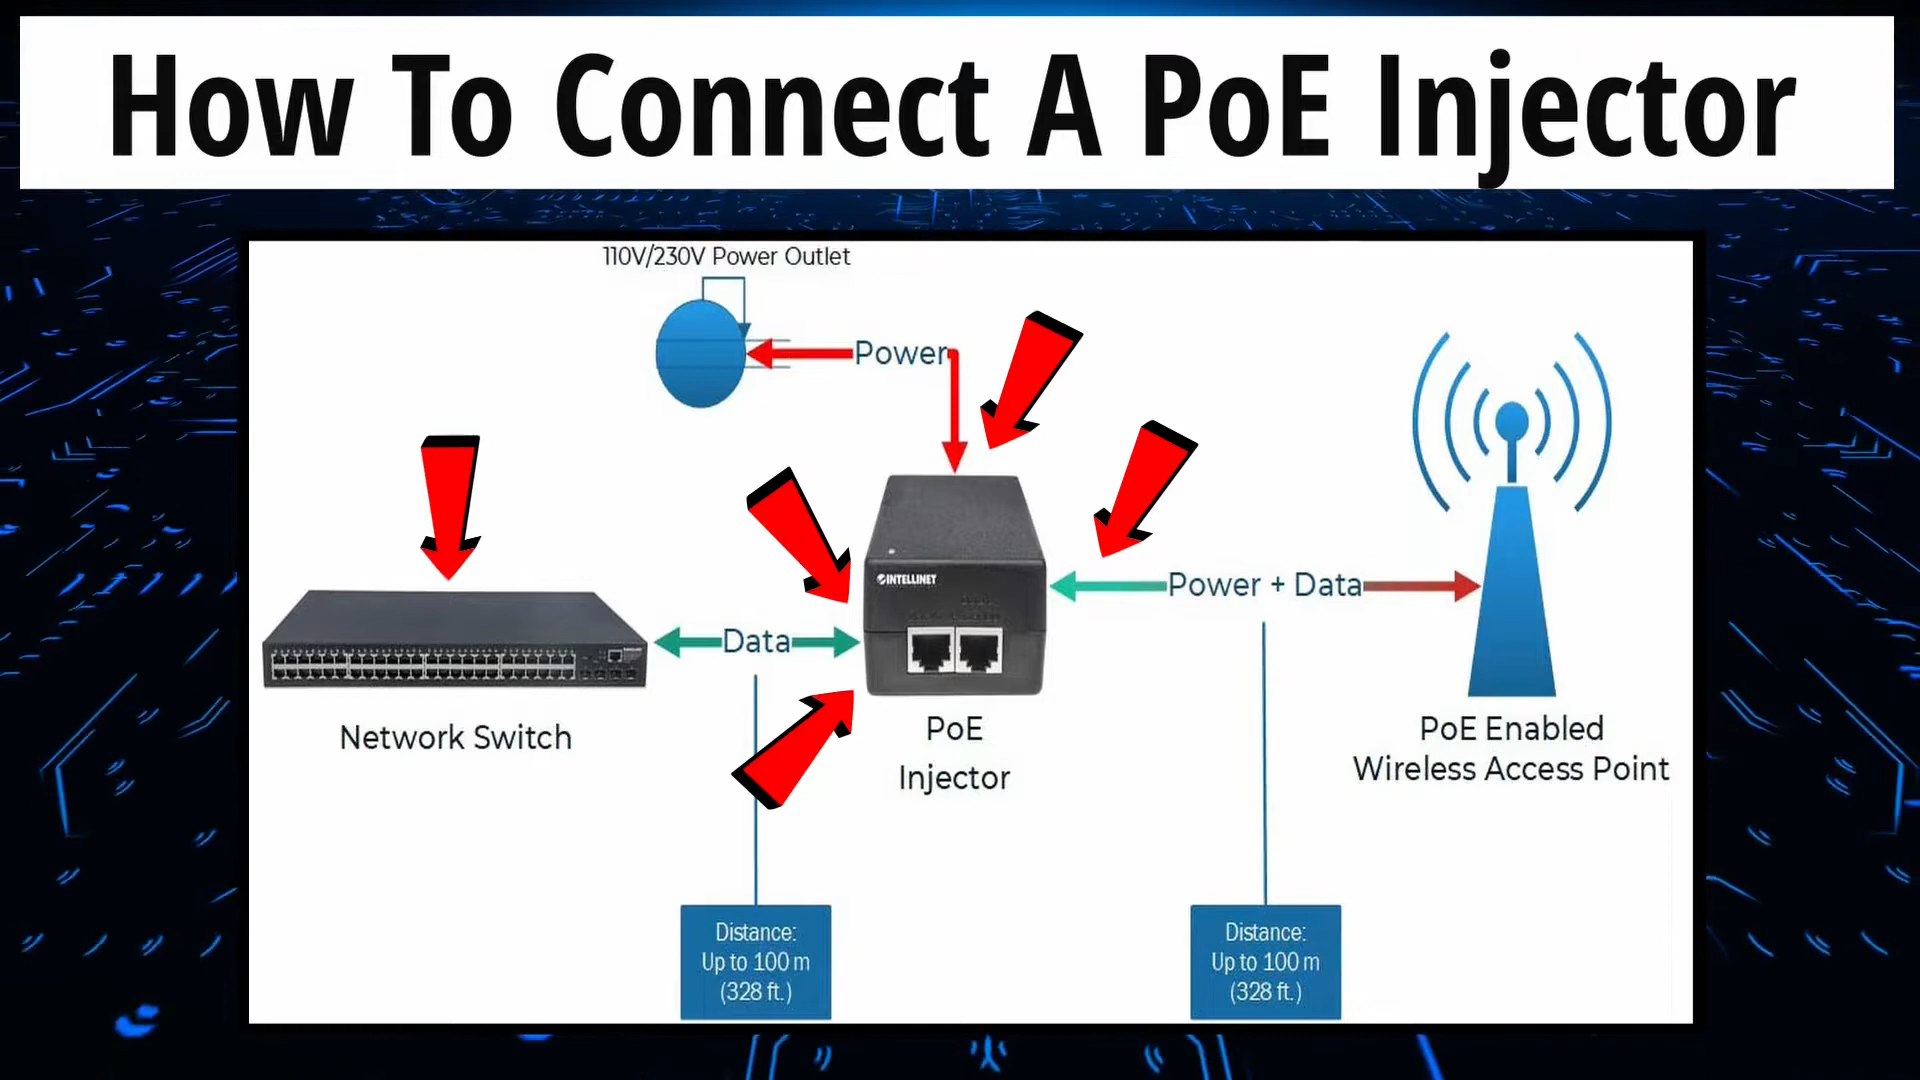 How To Connect A PoE Injector
110V/230V Power Outlet
Power
INTELLINET
Power + Data
Data
Network Switch
PoE
Injector
PoE Enabled
Wireless Access Point
Distance:
Up to 100 m
(328 ft.)
Distance:
Up to 100 m
(328 ft.)